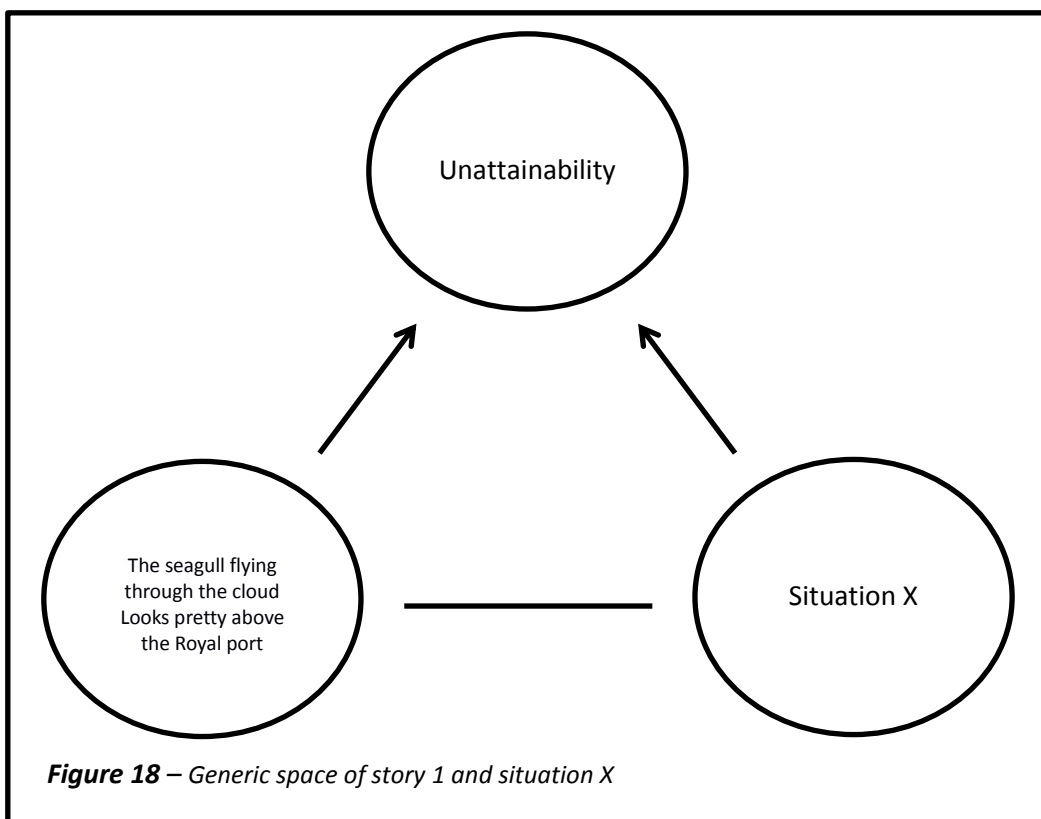 Unattainability
The seagull flying
through the cloud
Looks pretty above
the Royal port
Situation X
Figure 18 – Generic space of story 1 and situation X